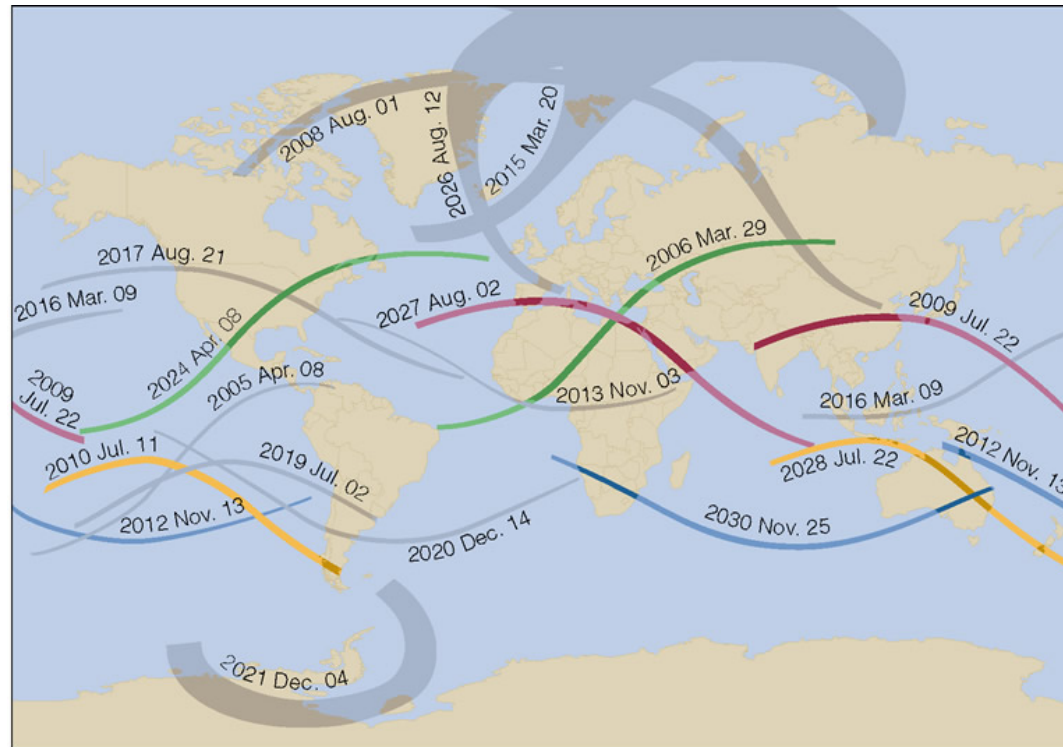 2008 Aug. 01
2026 Aug. 12
2015 Mar. 20
2017 Aug. 21
2006 Mar. 29
2016 Mar. 09
2027 Aug. 02
2009 Jul. 22
2024 Apr. 08
2005 Apr. 08
2009
Jul. 22
2013 Nov. 03
2016 Mar. 09
2010 Jul. 11
2019 Jul. 02
2028 Jul. 22
2012 Nov. 13
2012 Nov. 13
2020 Dec. 14
2030 Nov. 25
2021 Dec. 04